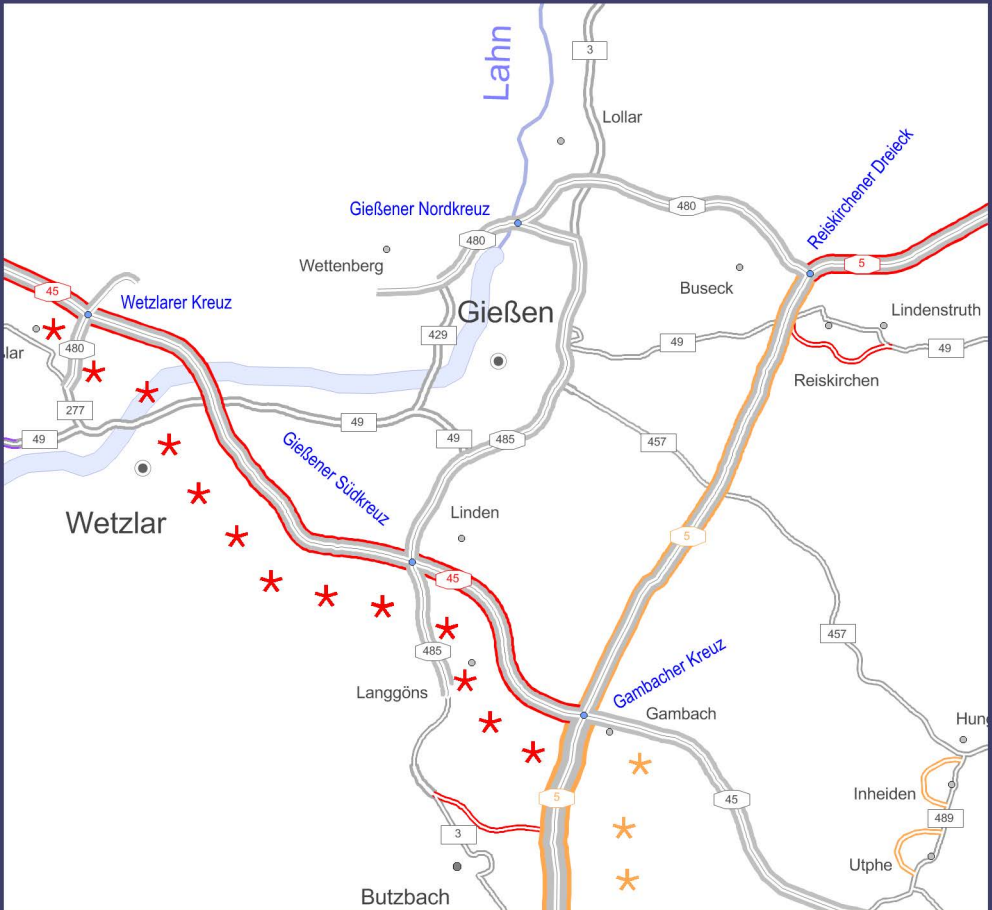 Lahn
3
Lollar
Reiskirchener Dreieck
Gießener Nordkreuz
480
480
Wettenberg
5
Buseck
45
Wetzlarer Kreuz
Gießen
Lindenstruth
lar
480
429
49
49
Reiskirchen
277
49
49
49
485
457
Gießener Südkreuz
Wetzlar
Linden
5
45
457
485
Gambacher Kreuz
Langgöns
Gambach
Hung
5
45
Inheiden
489
3
Utphe
Butzbach